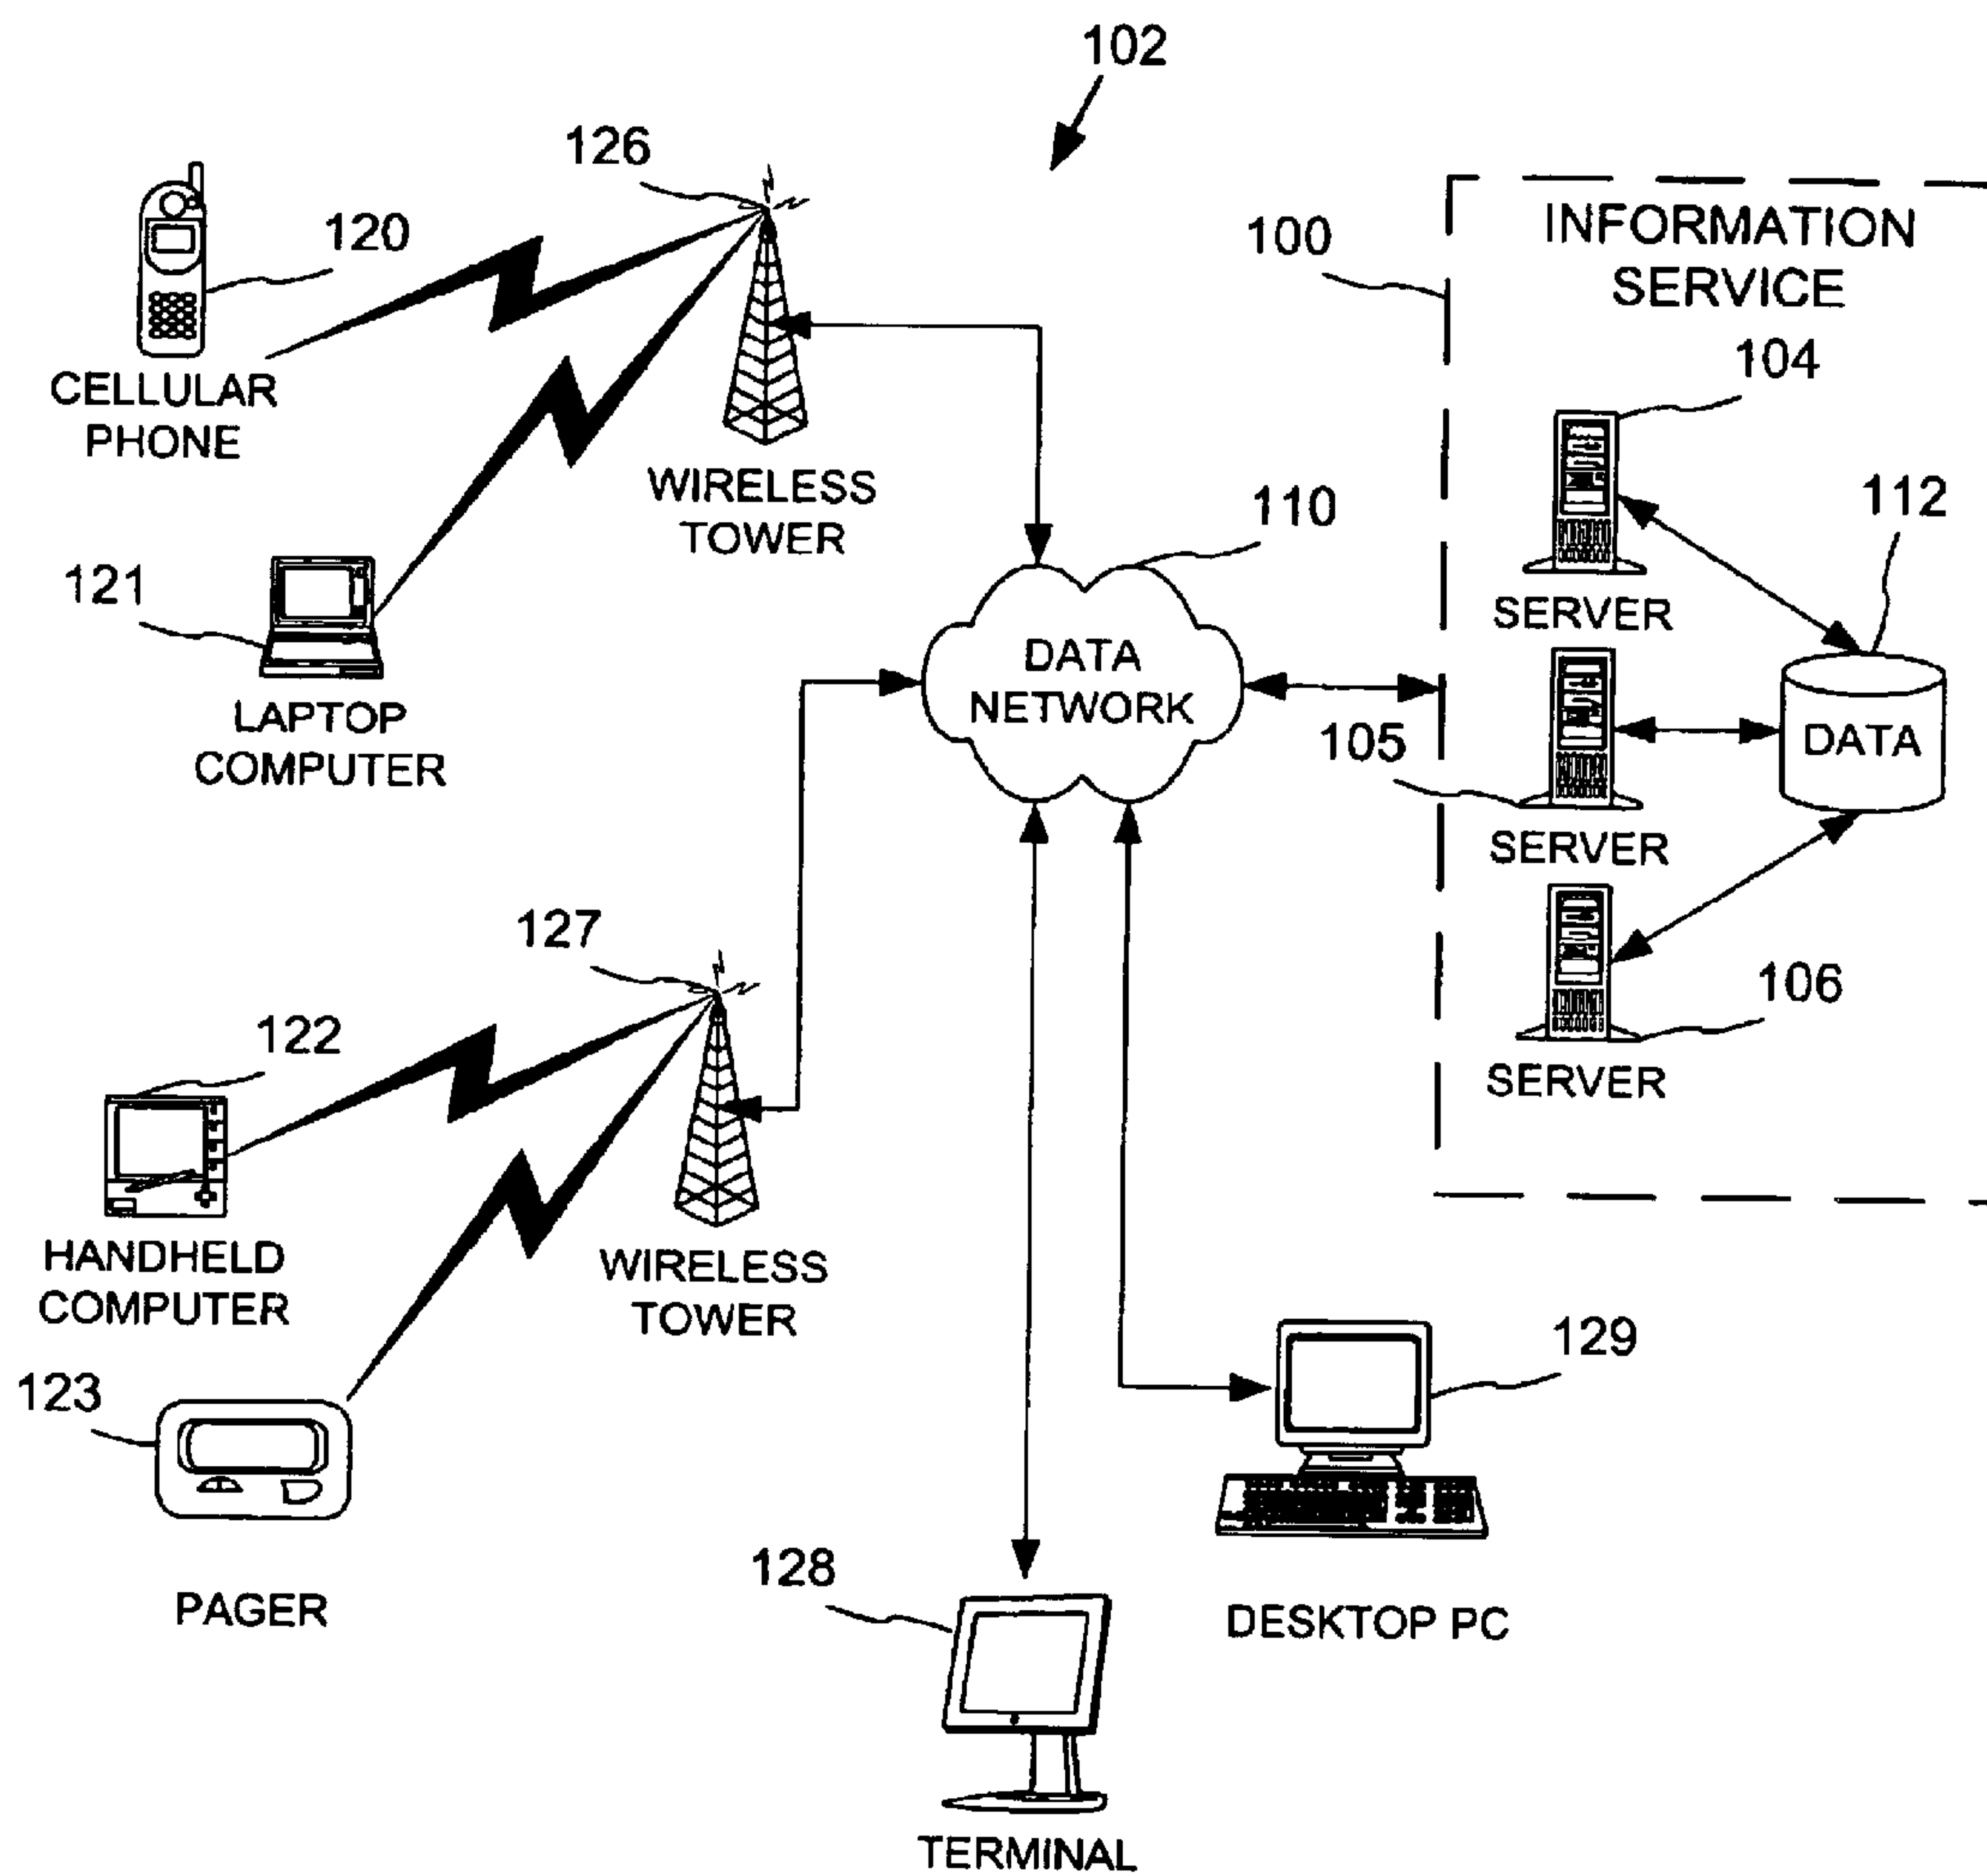 102
126
120
CELLULAR
PHONE
WIRELESS
TOWER
121
LAPTOP
COMPUTER
110
DATA
NETWORK
100
INFORMATION
SERVICE
104
SERVER
112
105
DATA
SERVER
106
SERVER
127
122
HANDHELD
COMPUTER
WIRELESS
TOWER
123
PAGER
129
DESKTOP PC
128
TERMINAL